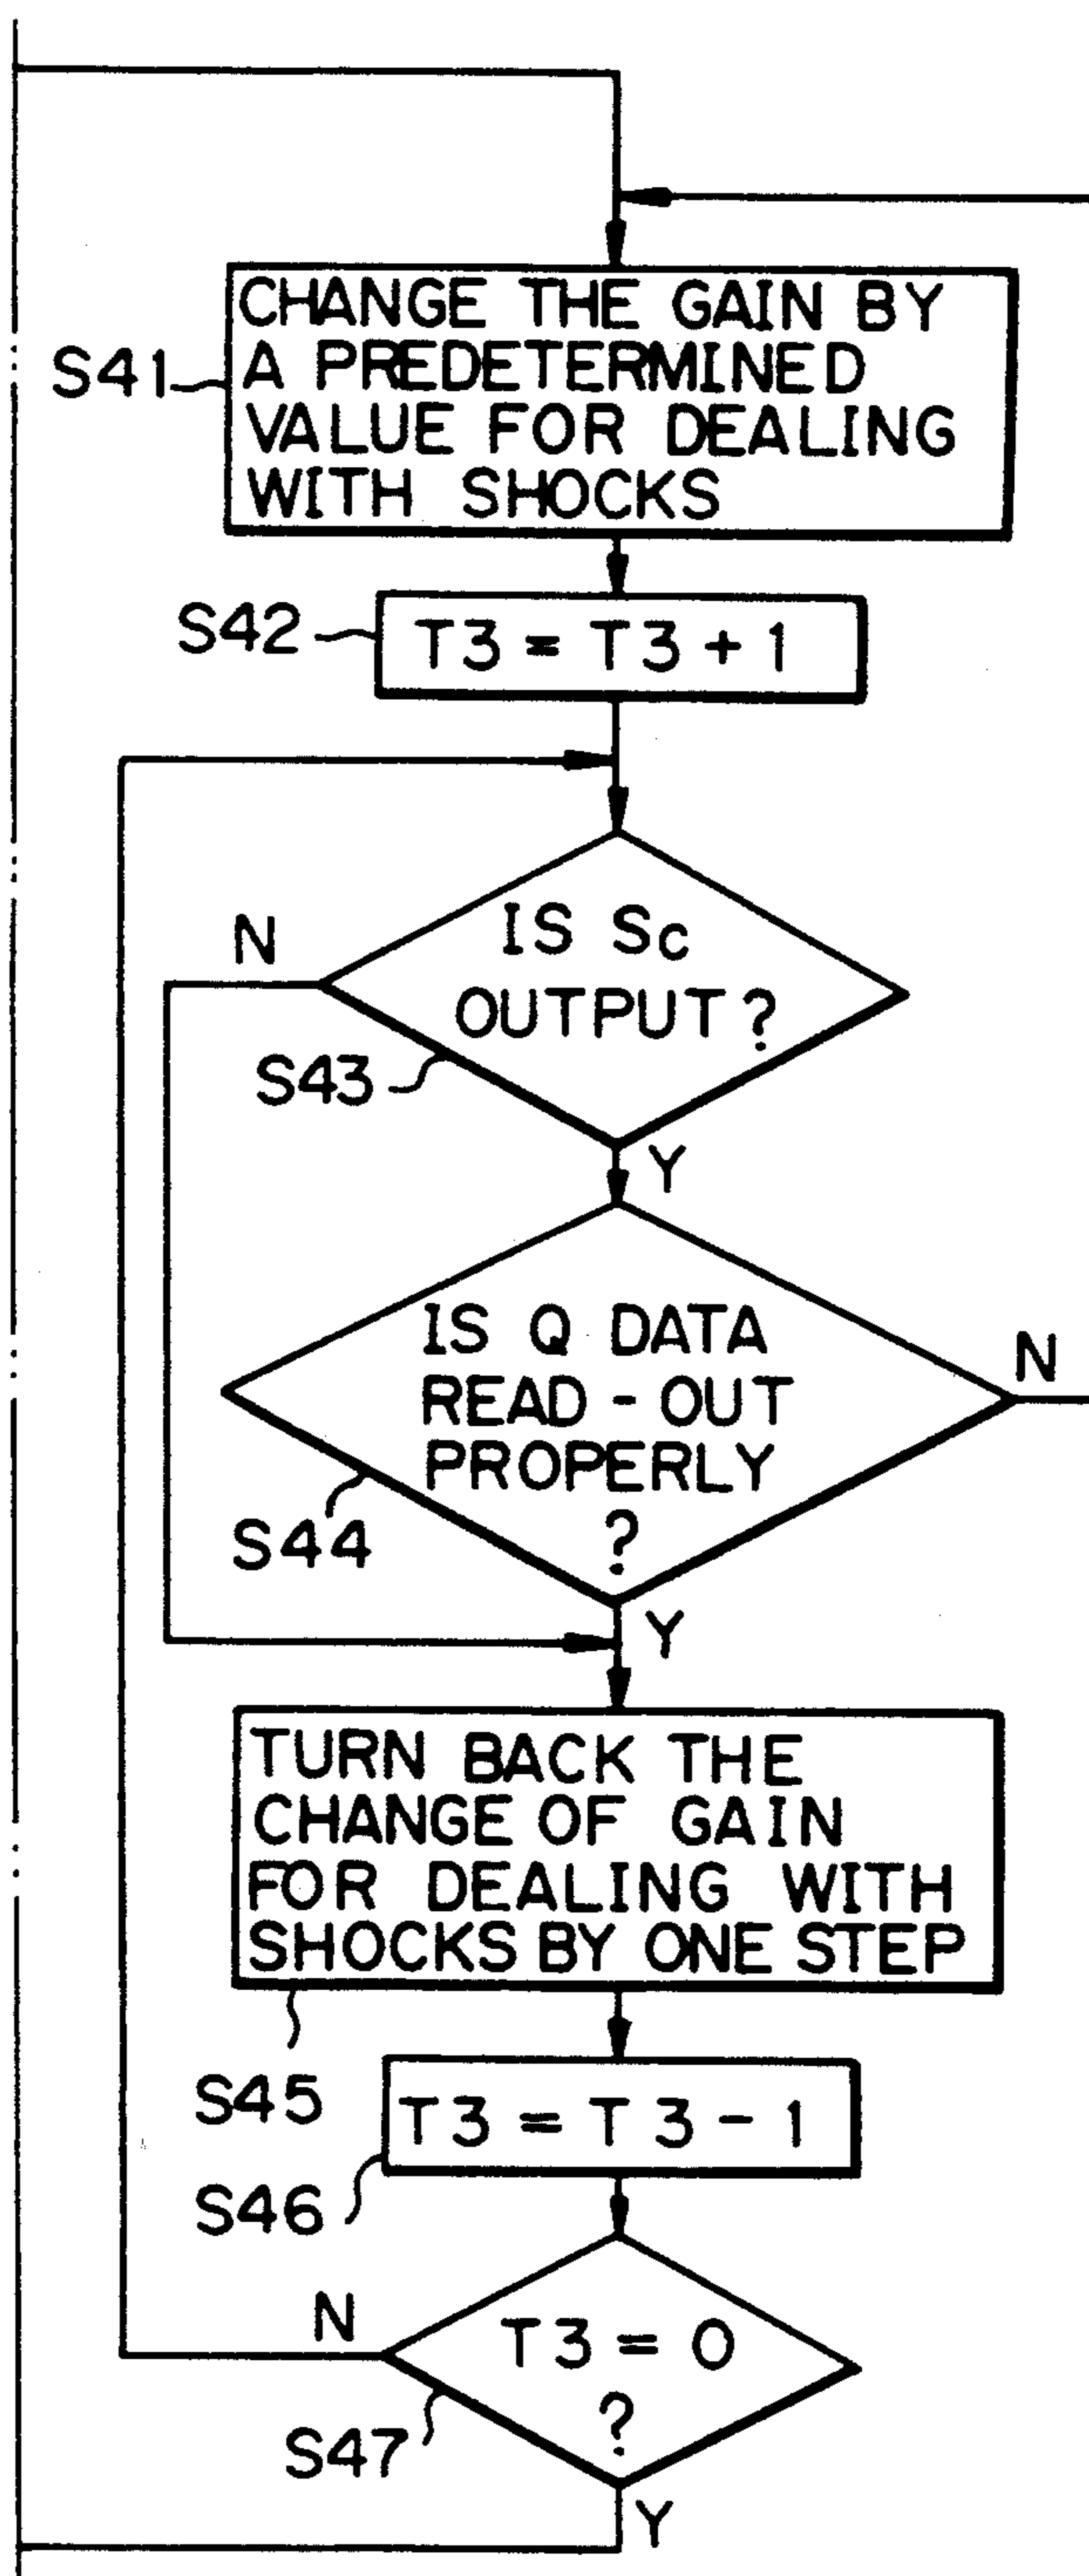 CHANGE THE GAIN BY
A PREDETERMINED
VALUE FOR DEALING
WITH SHOCKS
S41
S42
T3 = T3 + 1
N
IS Sc
OUTPUT ?
S43
Y
IS Q DATA
READ - OUT
PROPERLY
?
N
S44
Y
TURN BACK THE
CHANGE OF GAIN
FOR DEALING WITH
SHOCKS BY ONE STEP
S45
T3 = T3 - 1
S46
N
T3 = 0
?
S47
Y